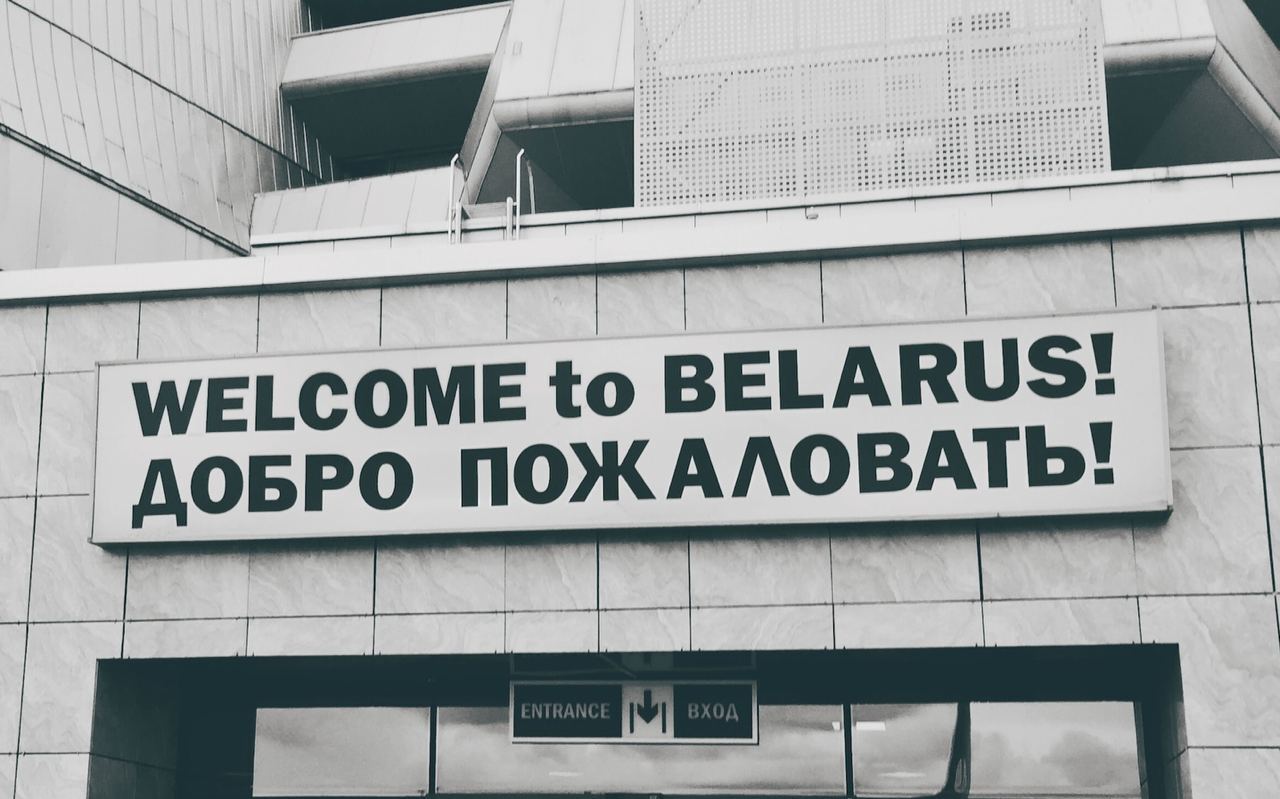 WELCOME to BELARUS!
ДОБРО ПОЖАЛОВАТЬ!
ENTRANCE ВХОД